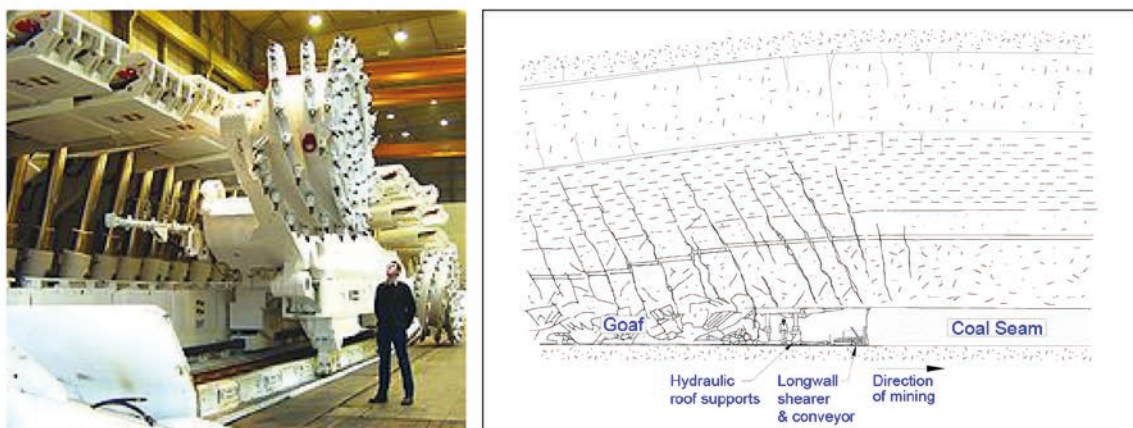 Goaf
Coal Seam
Hydraulic
roof supports
Longwall
shearer
& conveyor
Direction
of mining